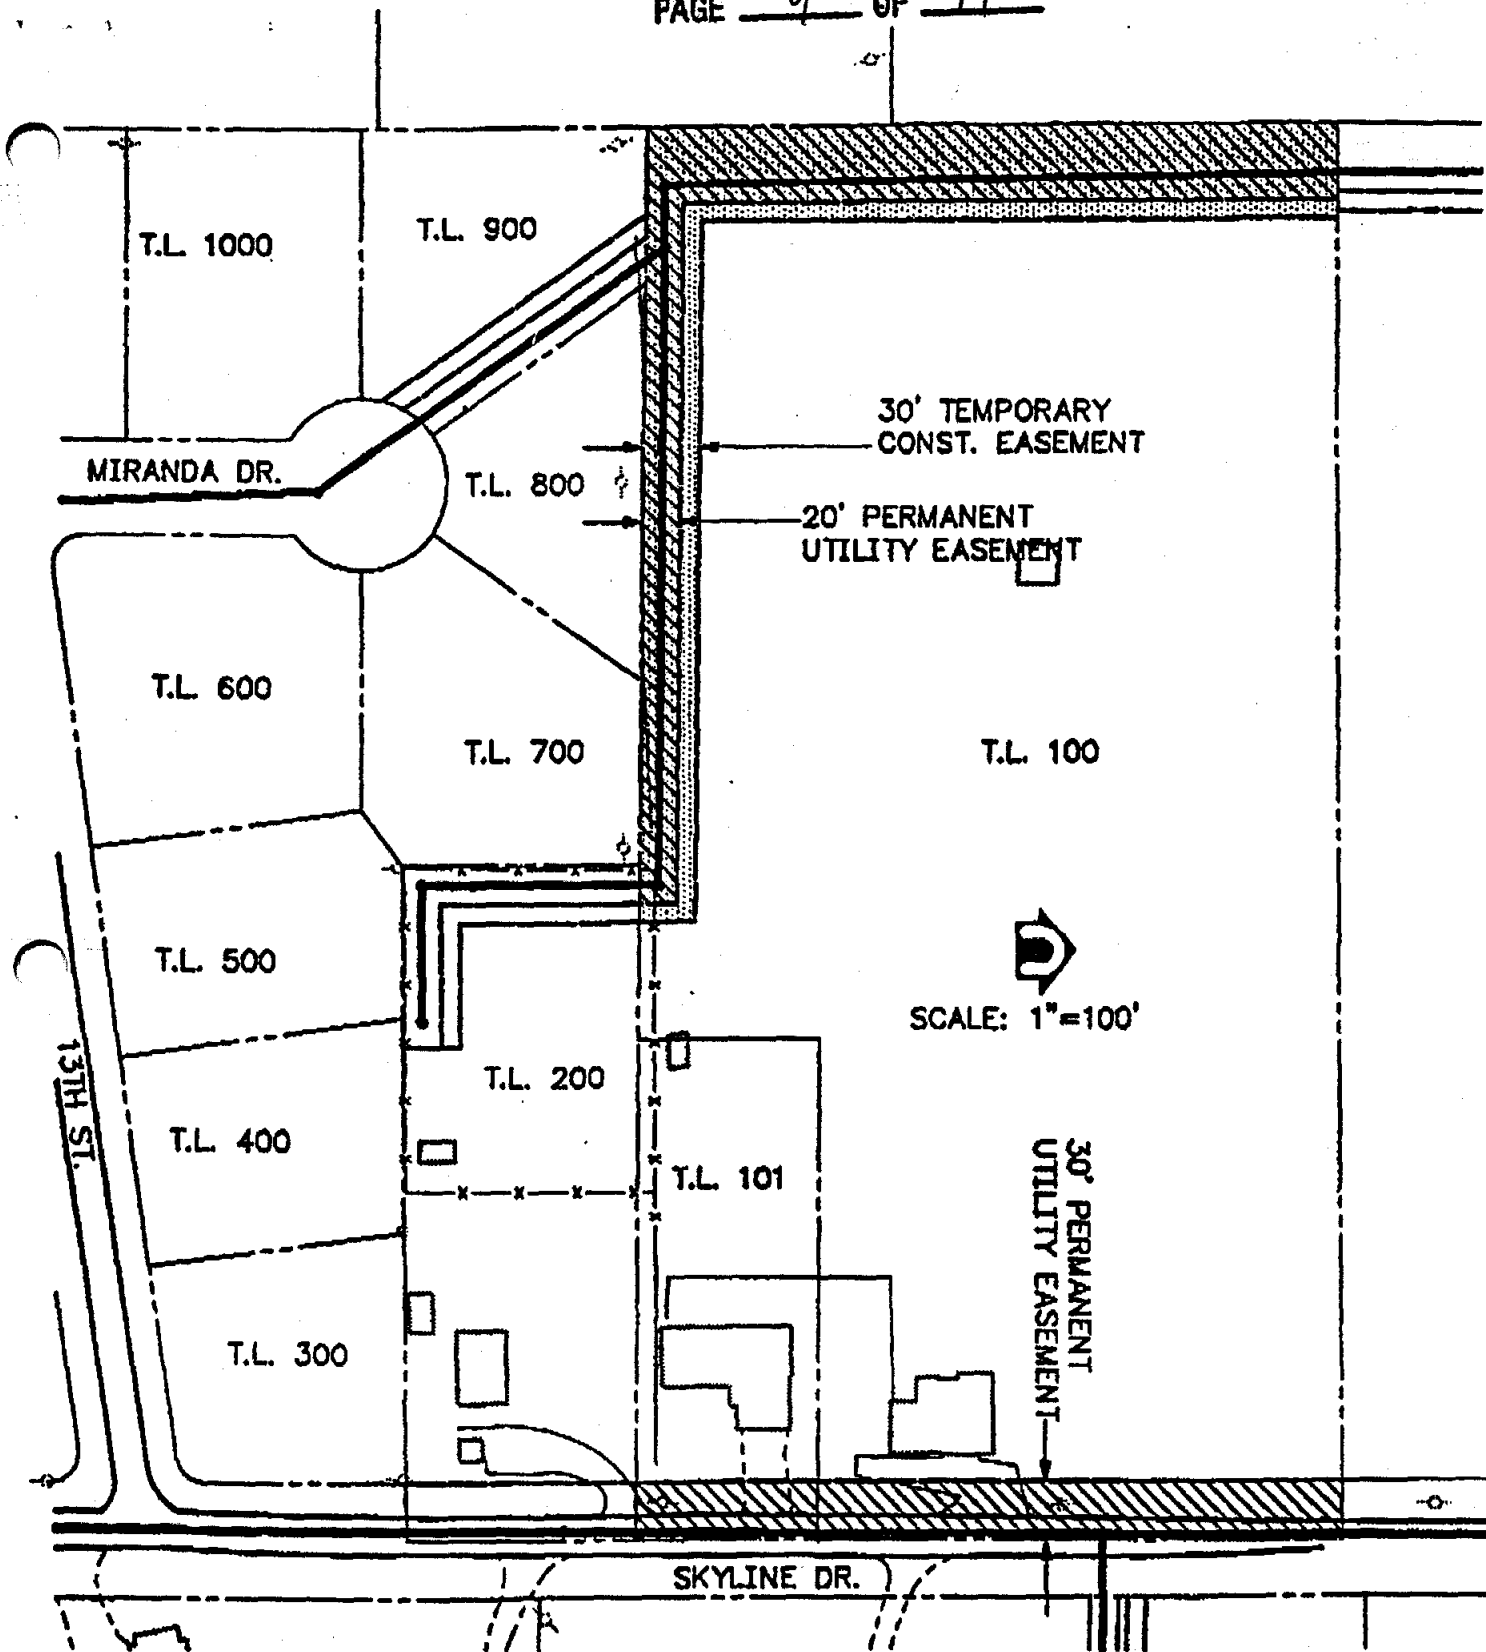 PAGE OF
T.L. 1000
T.L. 900
30' TEMPORARY
CONST. EASEMENT
MIRANDA DR.
T.L. 800
20' PERMANENT
UTILITY EASEMENT
T.L. 600
T.L. 700
T.L. 100
T.L. 500
SCALE: 1"=100'
13TH ST.
T.L. 200
T.L. 400
T.L. 101
30' PERMANENT
UTILITY EASEMENT
T.L. 300
SKYLINE DR.